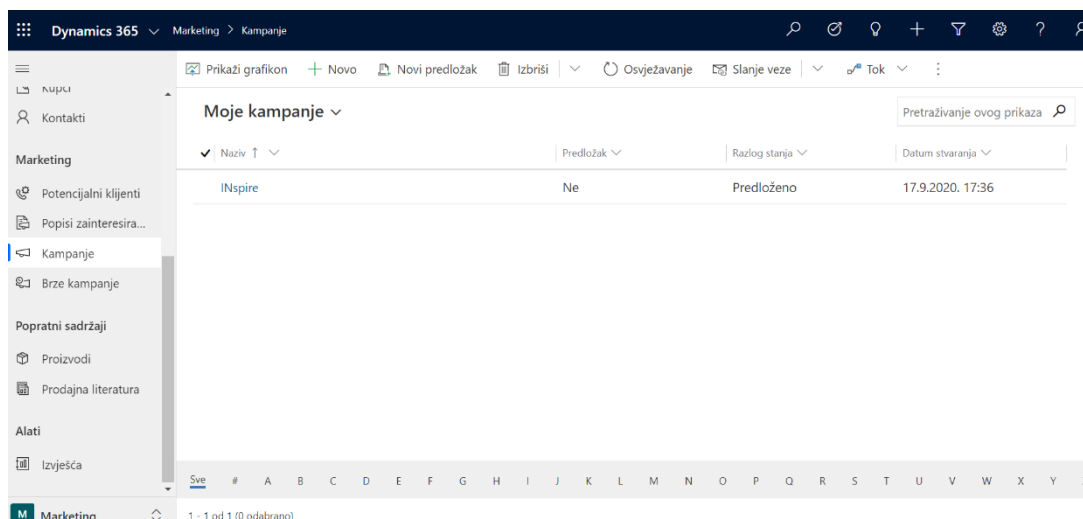 Dynamics 365 Marketing > Kampanje
Prikaži grafikon Novo Novi predložak Izbriši Osvježavanje Slanje veze Tok
Kupci
Kontakti
Marketing
Potencijalni klijenti
Popisi zainteresira...
Kampanje
Brze kampanje
Popratni sadržaji
Proizvodi
Prodajna literatura
Alati
Izvješća
M Marketing
Moje kampanje
Pretraživanje ovog prikaza
Naziv ↑ Predložak Razlog stanja Datum stvaranja
INspire Ne Predloženo 17.9.2020. 17:36
Sve # A B C D E F G H I J K L M N O P Q R S T U V W X Y
1 - 1 od 1 (0 odabrano)